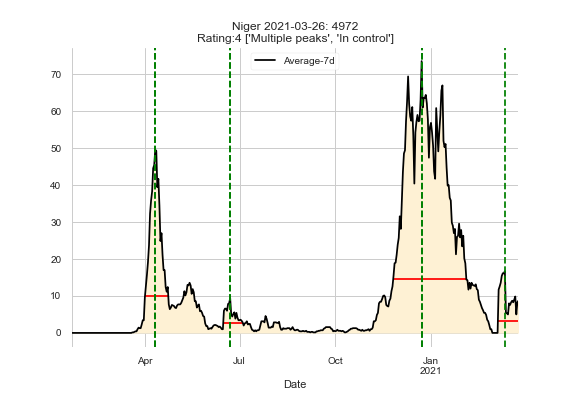 Niger 2021-03-26: 4972
Rating:4 ['Multiple peaks', 'In control']
Average-7d
70
60
50
40
30
20
10
0
Apr
Jul
Oct
Jan
2021
Date